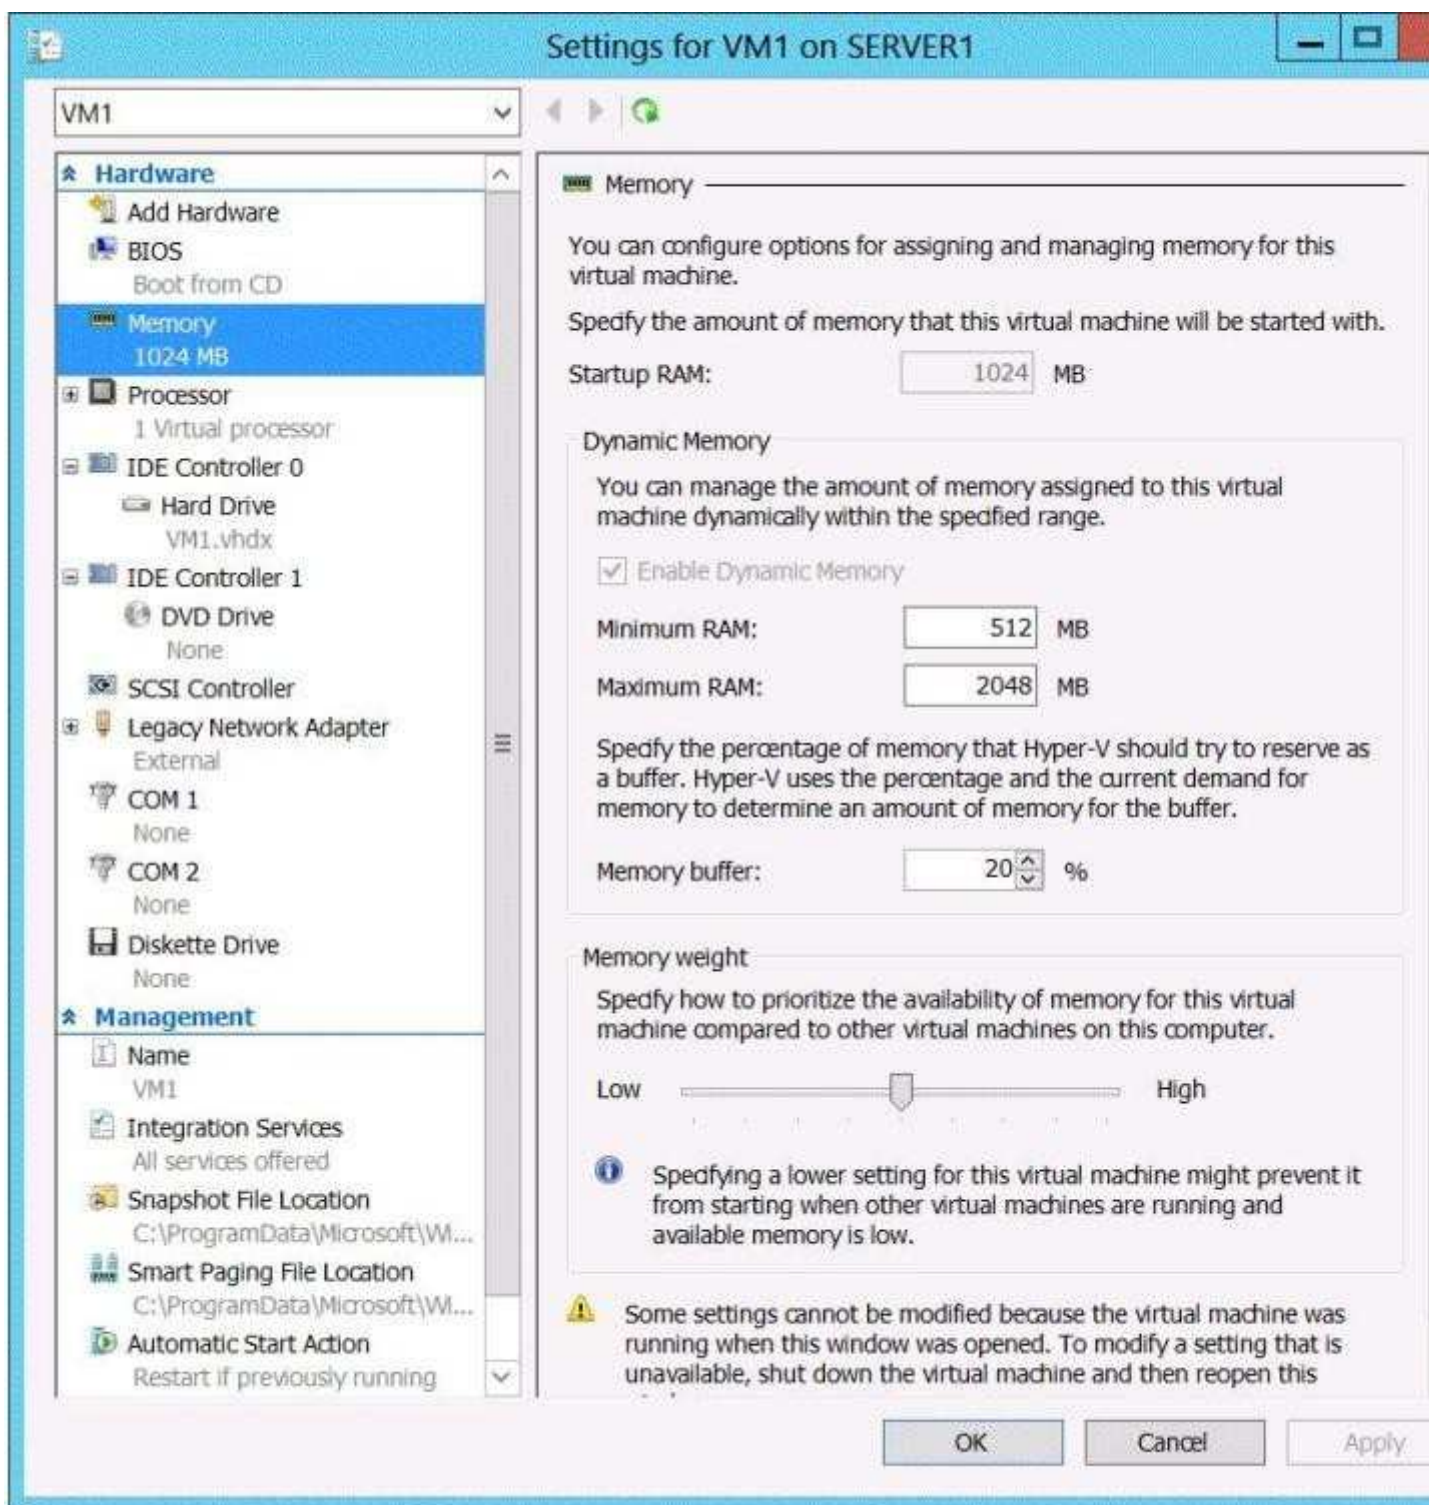 Settings for VM1 on SERVER1
VM1
Hardware
Add Hardware
BIOS
Boot from CD
Memory
1024 MB
Processor
1 Virtual processor
IDE Controller 0
Hard Drive
VM1.vhdx
IDE Controller 1
DVD Drive
None
SCSI Controller
Legacy Network Adapter
External
COM 1
None
COM 2
None
Diskette Drive
None
Management
Name
VM1
Integration Services
All services offered
Snapshot File Location
C:\ProgramData\Microsoft\Wi...
Smart Paging File Location
C:\ProgramData\Microsoft\Wi...
Automatic Start Action
Restart if previously running
Memory
You can configure options for assigning and managing memory for this
virtual machine.
Specify the amount of memory that this virtual machine will be started with.
Startup RAM: 1024 MB
Dynamic Memory
You can manage the amount of memory assigned to this virtual
machine dynamically within the specified range.
Enable Dynamic Memory
Minimum RAM: 512 MB
Maximum RAM: 2048 MB
Specify the percentage of memory that Hyper-V should try to reserve as
a buffer. Hyper-V uses the percentage and the current demand for
memory to determine an amount of memory for the buffer.
Memory buffer: 20 %
Memory weight
Specify how to prioritize the availability of memory for this virtual
machine compared to other virtual machines on this computer.
Low High
Specifying a lower setting for this virtual machine might prevent it
from starting when other virtual machines are running and
available memory is low.
Some settings cannot be modified because the virtual machine was
running when this window was opened. To modify a setting that is
unavailable, shut down the virtual machine and then reopen this
OK Cancel Apply